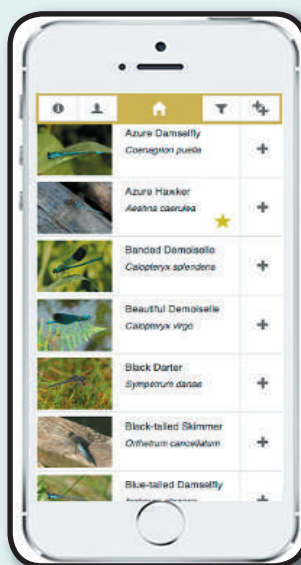 Azure Damselfly
Coenagrion puella
Azure Hawker
Aeshna caerulea
Banded Demoiselle
Calopteryx splendens
Beautiful Demoiselle
Calopteryx virgo
Black Darter
Sympetrum danae
Black-tailed Skimmer
Orthetrum cancellatum
Blue-tailed Damselfly